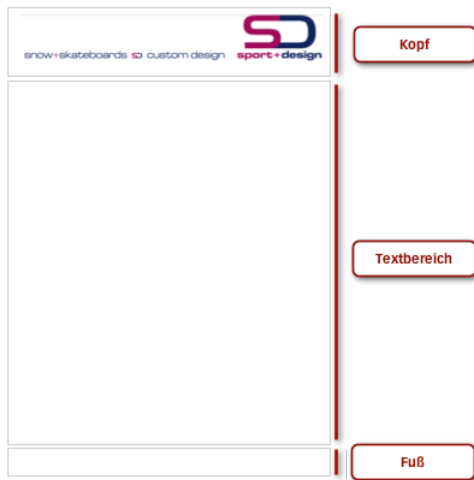 SD
snow+skateboards SD custom design
sport+design
Kopf
Textbereich
Fuß